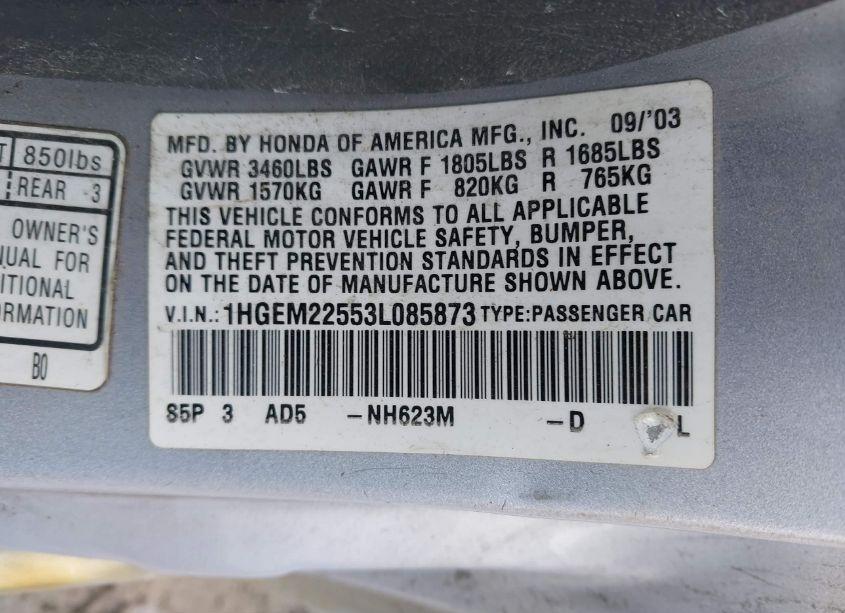 T 850lbs
REAR -3
OWNER'S
FOR
MFD. BY HONDA OF AMERICA MFG., INC. 09/'03
GVWR 3460LBS GAWR F 1805LBS R 1685LBS
GVWR 1570KG GAWR F 820KG R 765KG
THIS VEHICLE CONFORMS TO ALL APPLICABLE
FEDERAL MOTOR VEHICLE SAFETY, BUMPER,
AND THEFT PREVENTION STANDARDS IN EFFECT
ON THE DATE OF MANUFACTURE SHOWN ABOVE.
V.I.N.: 1HGEM22553L085873 TYPE:PASSENGER CAR
S5P 3 AD5 -NH623M -D L
NUAL FOR
ITIONAL
ORMATION
B0